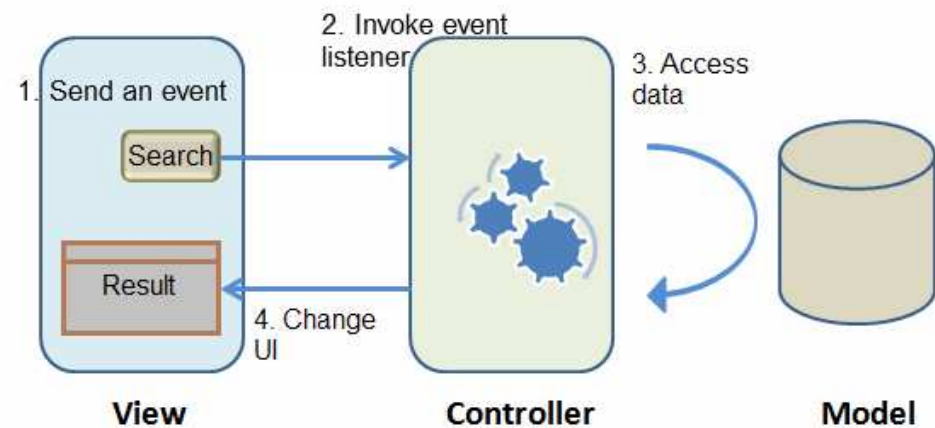 2. Invoke event
listener
3. Access
data
1. Send an event
Search
Result
4. Change
UI
View
Controller
Model